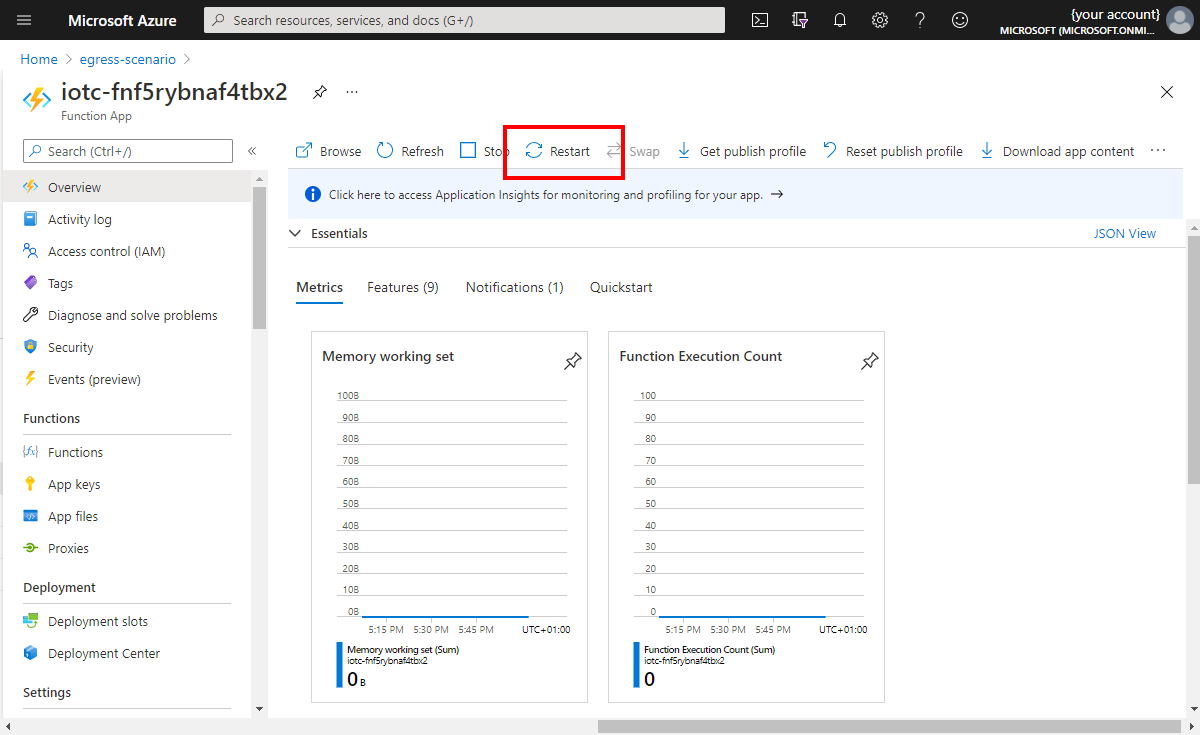 Microsoft Azure
Search resources, services, and docs (G+/)
{your account}
MICROSOFT (MICROSOFT.ONMI...
Home > egress-scenario >
iotc-fnf5rybnaf4tbx2
...
Function App
Search (Ctrl+/)
«
Browse
Refresh
Stop
Restart
Swap
Get publish profile
Reset publish profile
Download app content
...
Overview
Activity log
Access control (IAM)
Tags
Diagnose and solve problems
Security
Events (preview)
Functions
Functions
App keys
App files
Proxies
Deployment
Deployment slots
Deployment Center
Settings
Click here to access Application Insights for monitoring and profiling for your app. →
Essentials
JSON View
Metrics
Features (9)
Notifications (1)
Quickstart
Memory working set
100B
90B
80B
70B
60B
50B
40B
30B
20B
10B
0B
5:15 PM 5:30 PM 5:45 PM UTC+01:00
Memory working set (Sum)
iotc-fnf5rybnaf4tbx2
0 B
Function Execution Count
100
90
80
70
60
50
40
30
20
10
0
5:15 PM 5:30 PM 5:45 PM UTC+01:00
Function Execution Count (Sum)
iotc-fnf5rybnaf4tbx2
0